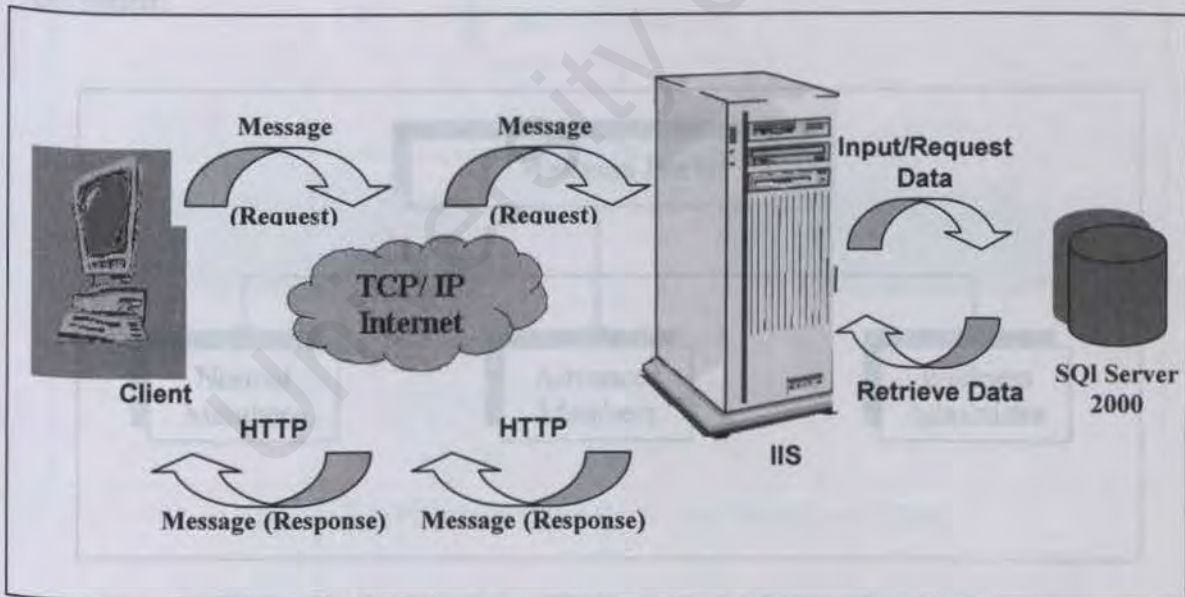 Message
(Request)
Message
(Request)
Input/Request
Data
TCP/ IP
Internet
Client
HTTP
Message (Response)
HTTP
Message (Response)
IIS
Retrieve Data
SQl Server
2000